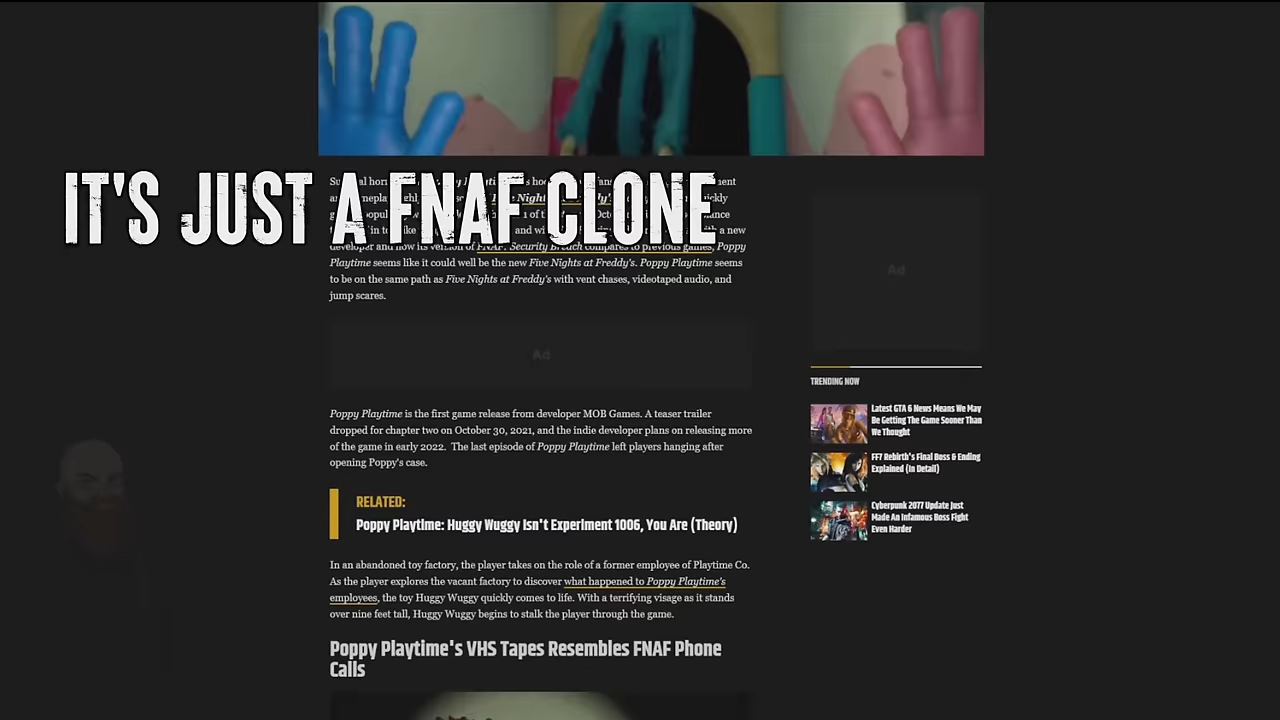 IT'S JUST A FNAF CLONE
developer and now its version of FNAF: Security Breach compares to previous games, Poppy
Playtime seems like it could well be the new Five Nights at Freddy's. Poppy Playtime seems
to be on the same path as Five Nights at Freddy's with vent chases, videotaped audio, and
jump scares.
Ad
Ad
Poppy Playtime is the first game release from developer MOB Games. A teaser trailer
dropped for chapter two on October 30, 2021, and the indie developer plans on releasing more
of the game in early 2022. The last episode of Poppy Playtime left players hanging after
opening Poppy's case.
RELATED:
Poppy Playtime: Huggy Wuggy Isn't Experiment 1006, You Are (Theory)
In an abandoned toy factory, the player takes on the role of a former employee of Playtime Co.
As the player explores the vacant factory to discover what happened to Poppy Playtime's
employees, the toy Huggy Wuggy quickly comes to life. With a terrifying visage as it stands
over nine feet tall, Huggy Wuggy begins to stalk the player through the game.
Poppy Playtime's VHS Tapes Resembles FNAF Phone
Calls
TRENDING NOW
Latest GTA 6 News Means We May
Be Getting The Game Sooner Than
We Thought
FF7 Rebirth's Final Boss & Ending
Explained (In Detail)
Cyberpunk 2077 Update Just
Made An Infamous Boss Fight
Even Harder